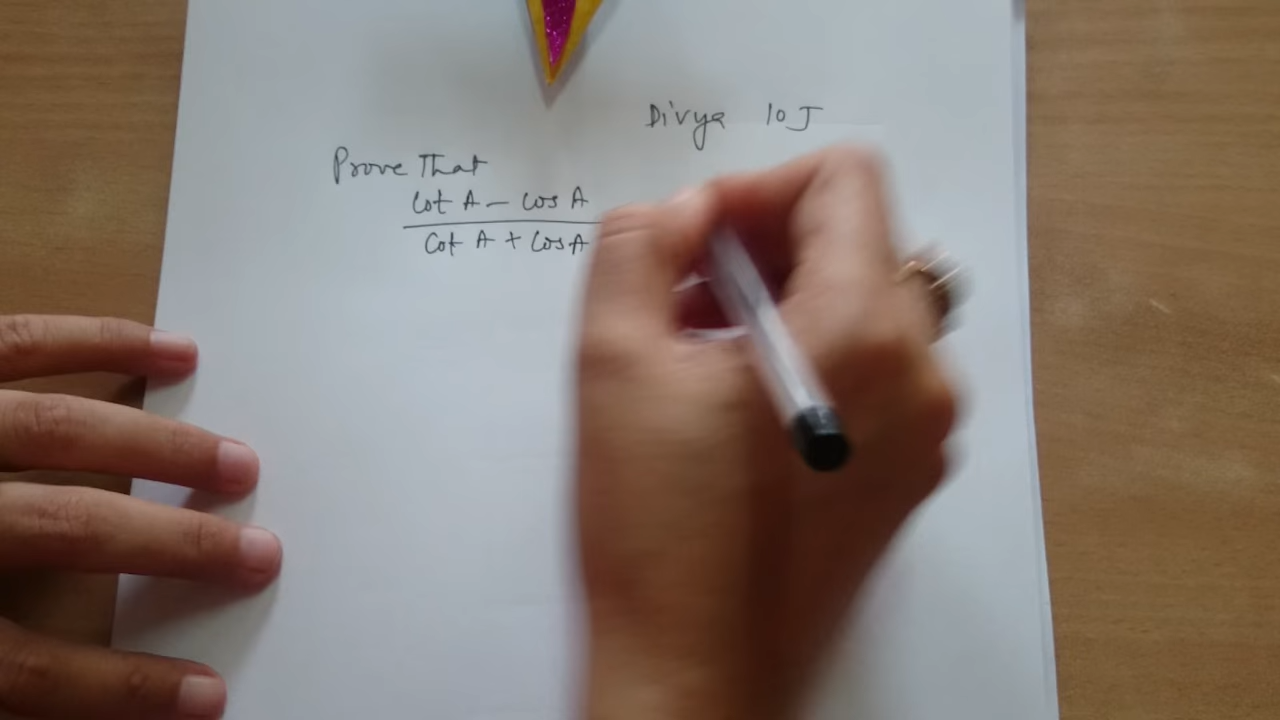 Divya 10 J
Prove That
Cot A - Cos A
Cot A + Cos A